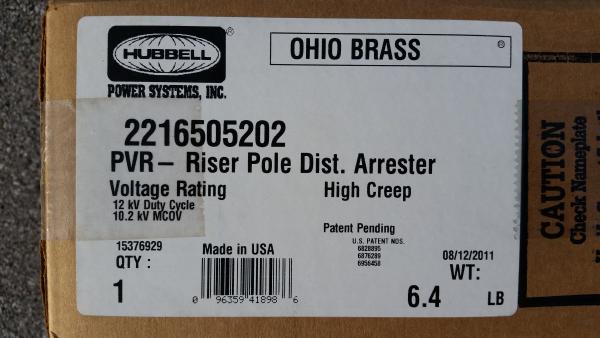 HUBBELL®
POWER SYSTEMS, INC.
OHIO BRASS ®
2216505202
PVR– Riser Pole Dist. Arrester
Voltage Rating High Creep
12 kV Duty Cycle
10.2 kV MCOV
Patent Pending
U.S. PATENT NOS.
6828895
6876289
6956458
15376929 Made in USA 08/12/2011
QTY : WT:
1 6.4 LB
0 96359 41898 6
CAUTION
Check Nameplate